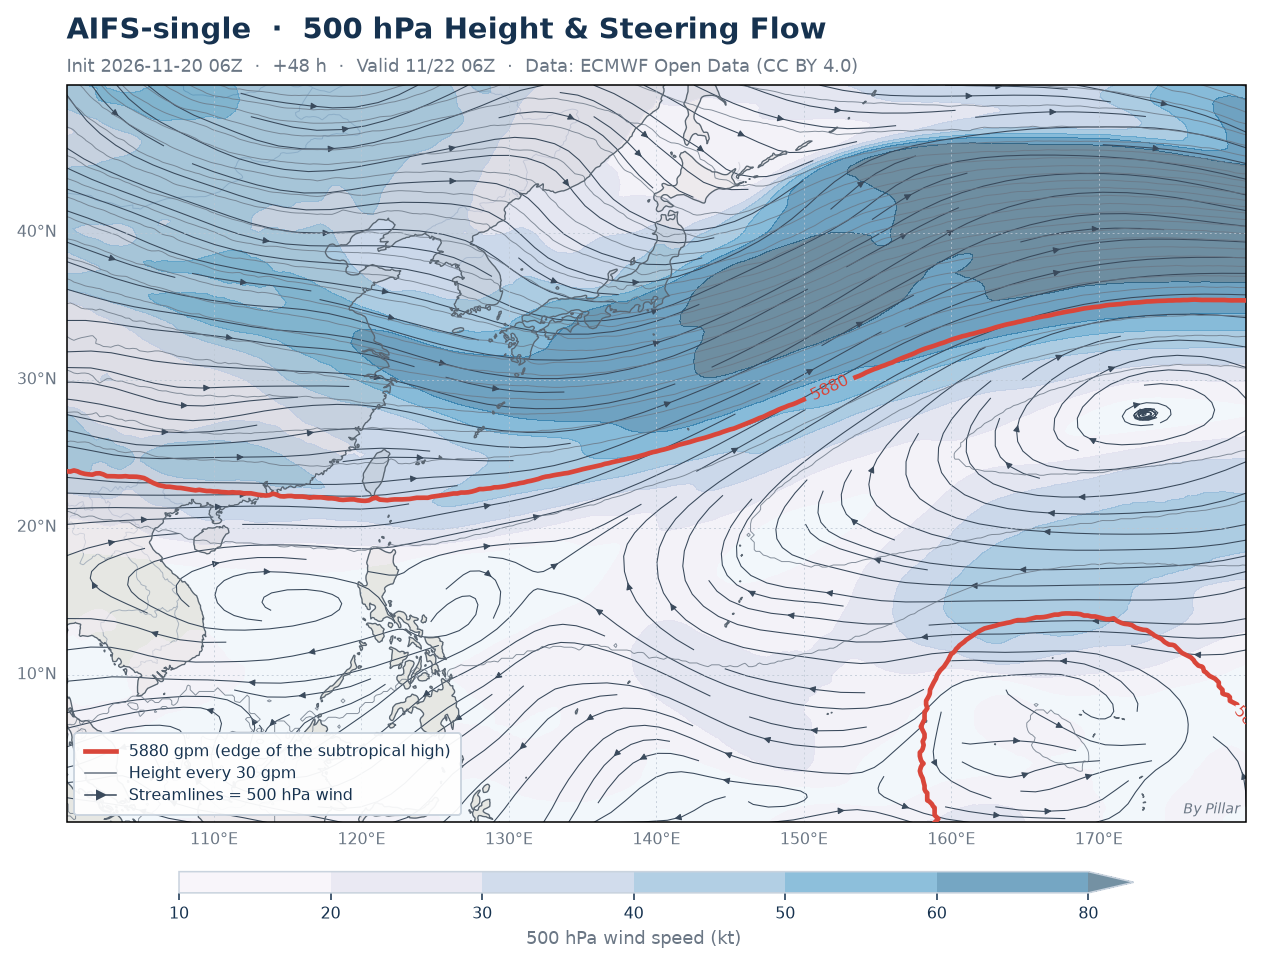 AIFS-single · 500 hPa Height & Steering Flow
Init 2026-11-20 06Z · +48 h · Valid 11/22 06Z · Data: ECMWF Open Data (CC BY 4.0)
40°N
30°N
5880
20°N
10°N
5880 gpm (edge of the subtropical high)
Height every 30 gpm
Streamlines = 500 hPa wind
By Pillar
110°E 120°E 130°E 140°E 150°E 160°E 170°E
10 20 30 40 50 60 80
500 hPa wind speed (kt)